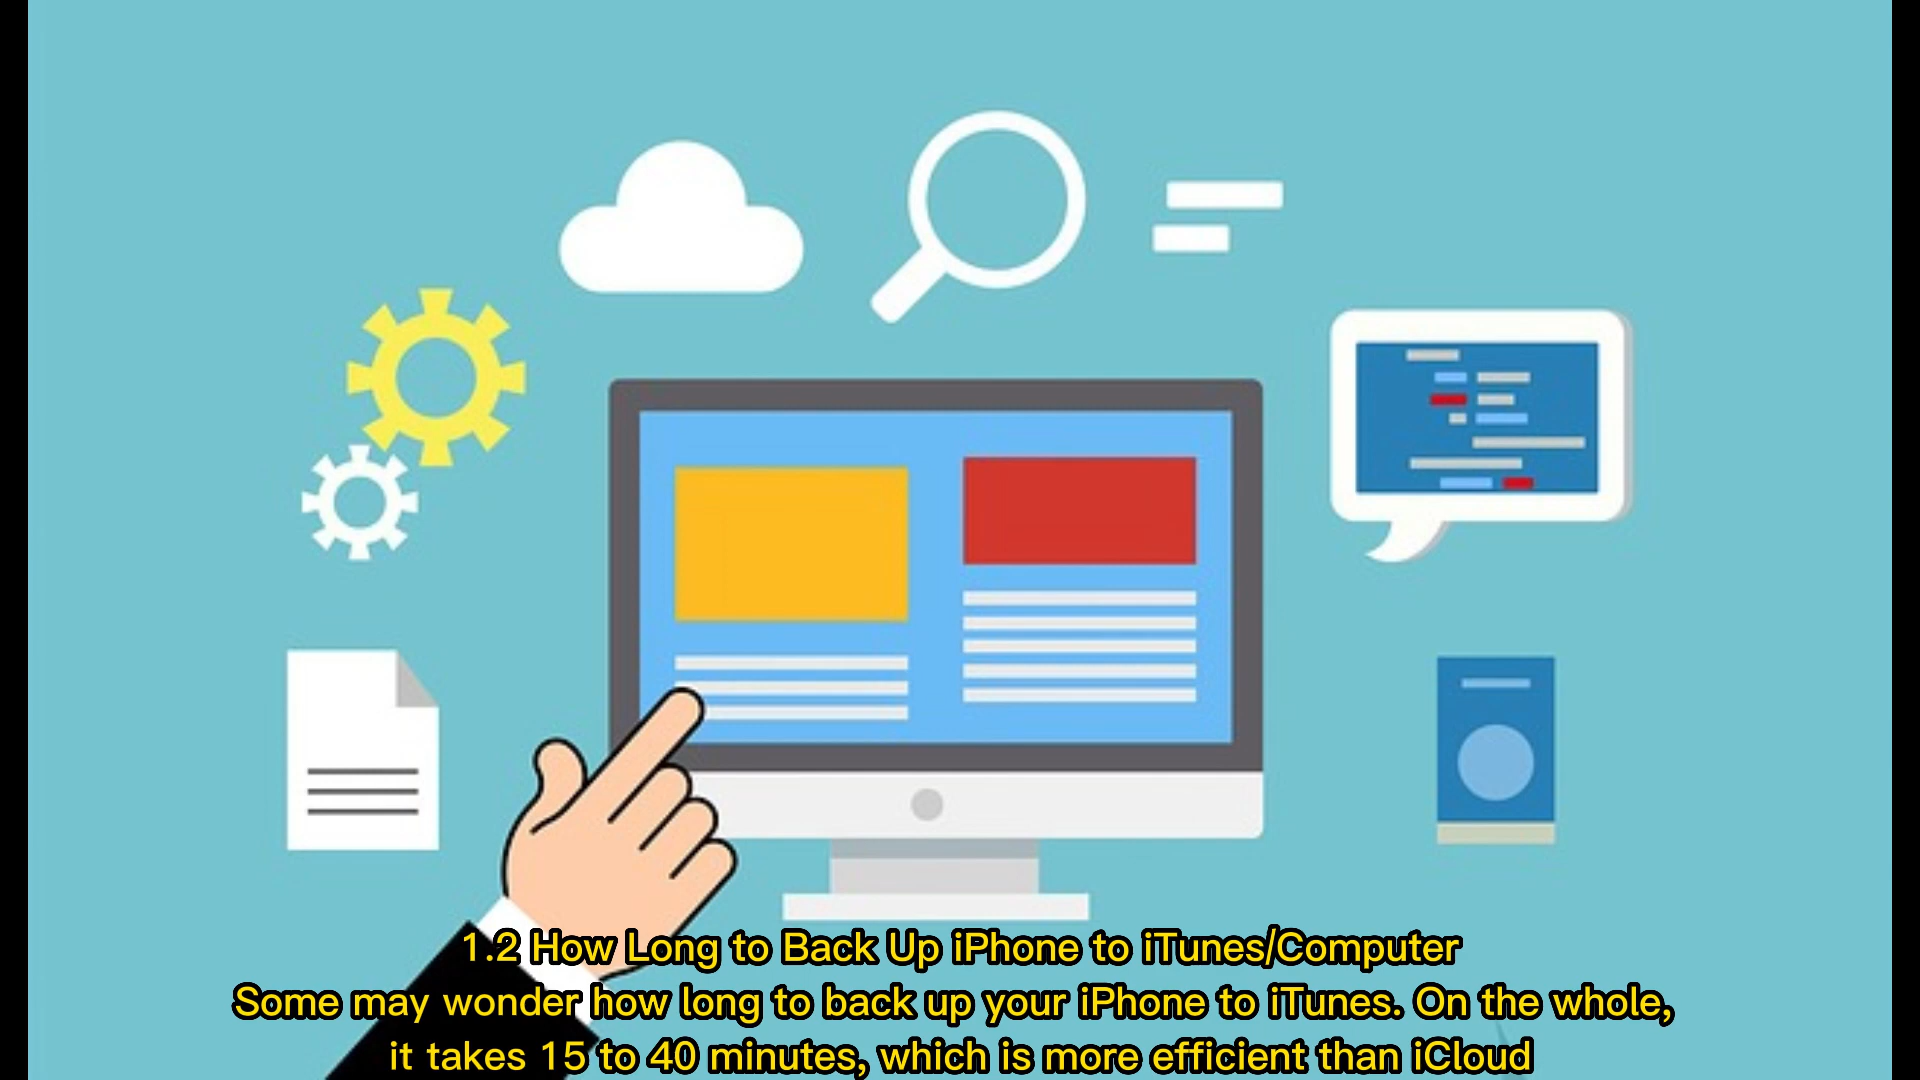 1.2 How Long to Back Up iPhone to iTunes/Computer
Some may wonder how long to back up your iPhone to iTunes. On the whole,
it takes 15 to 40 minutes, which is more efficient than iCloud